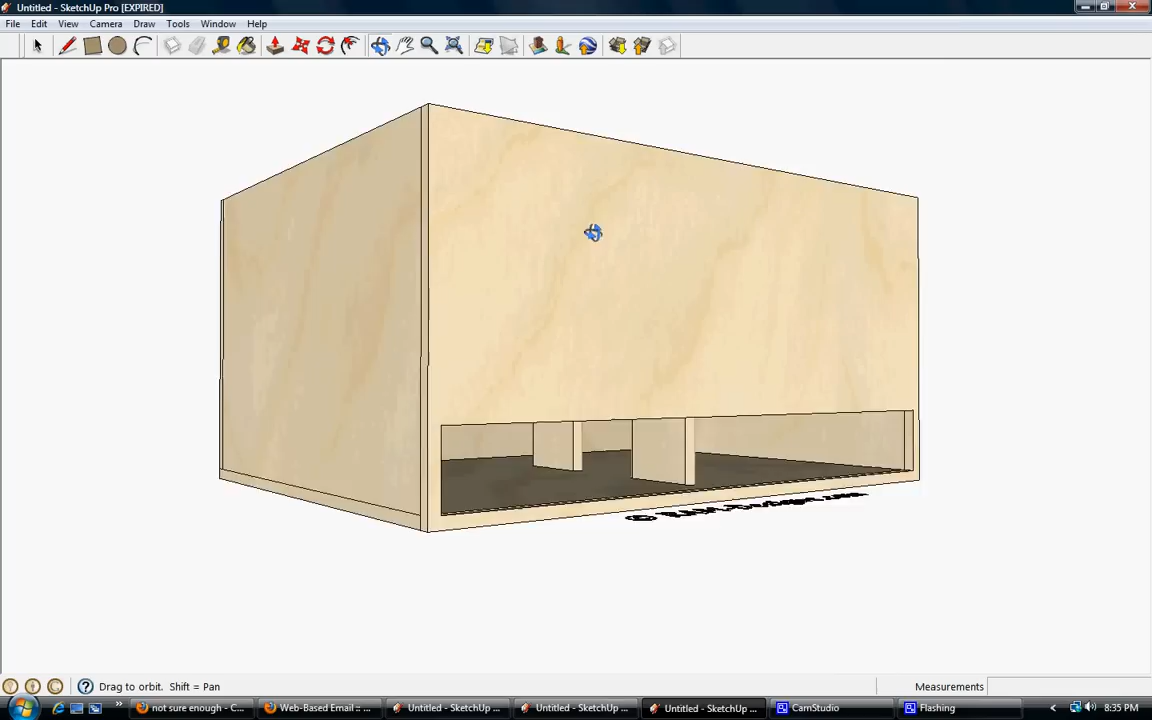 Untitled - SketchUp Pro [EXPIRED]
File Edit View Camera Draw Tools Window Help
Drag to orbit. Shift = Pan
Measurements
not sure enough - C...
Web-Based Email :: ...
Untitled - SketchUp ...
Untitled - SketchUp ...
Untitled - SketchUp ...
CamStudio
Flashing
8:35 PM